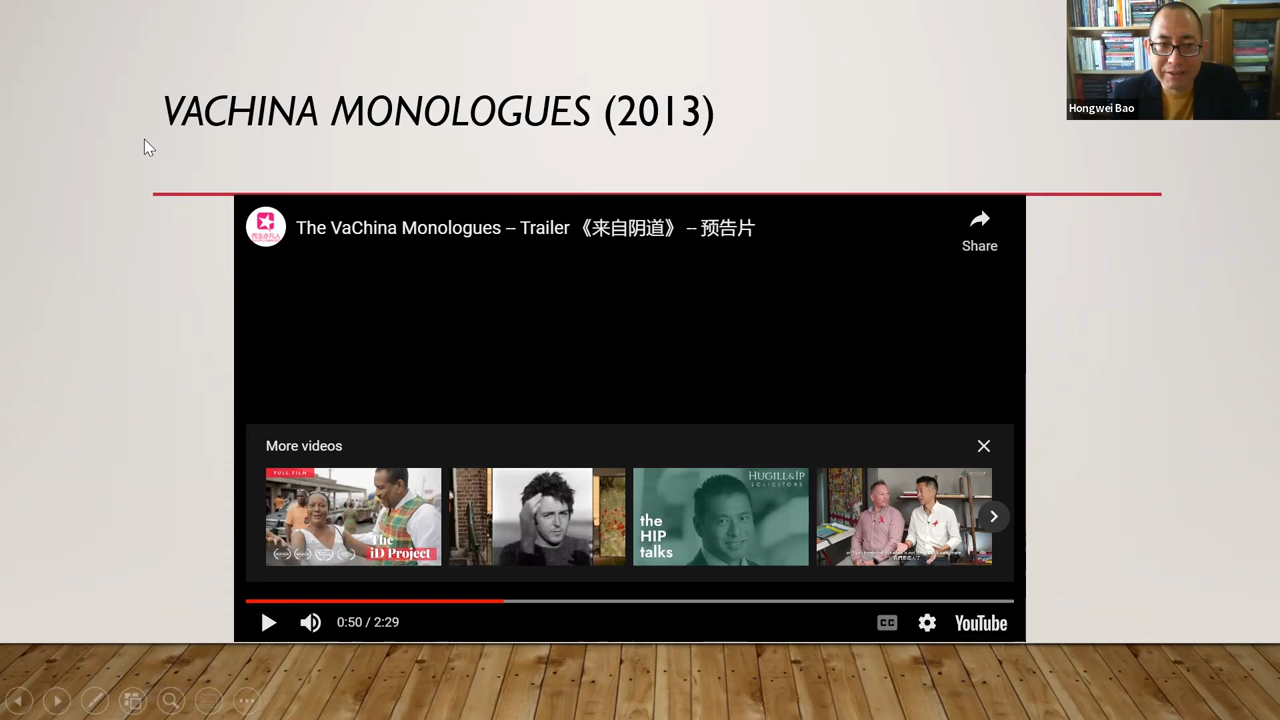 VACHINA MONOLOGUES (2013)
Hongwei Bao
The VaChina Monologues – Trailer 《来自阴道》 – 预告片
Share
More videos
FULL FILM
The
iD Project
HUGILL&IP
SOLICITORS
the
HIP
talks
0:50 / 2:29
CC
YouTube